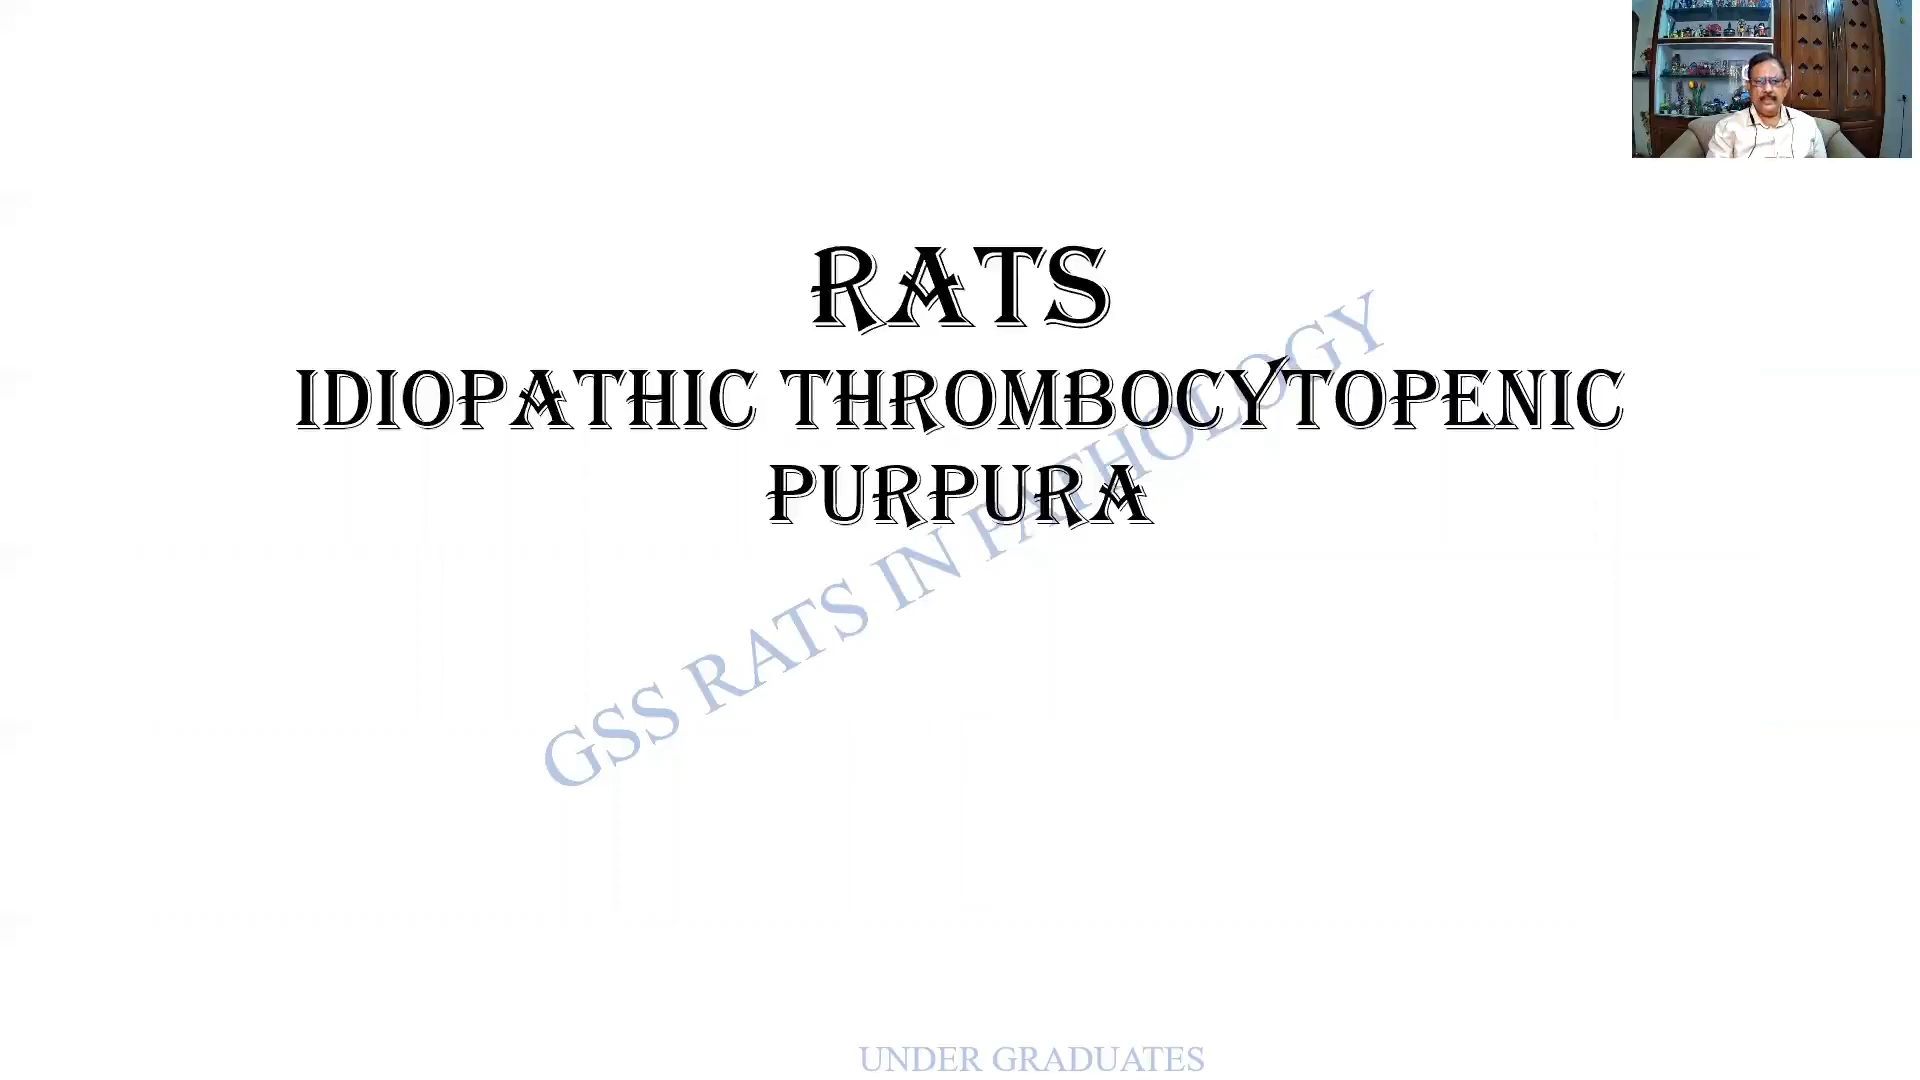 RATS
IDIOPATHIC THROMBOCYTOPENIC
PURPURA
GSS RATS IN PATHOLOGY
UNDER GRADUATES